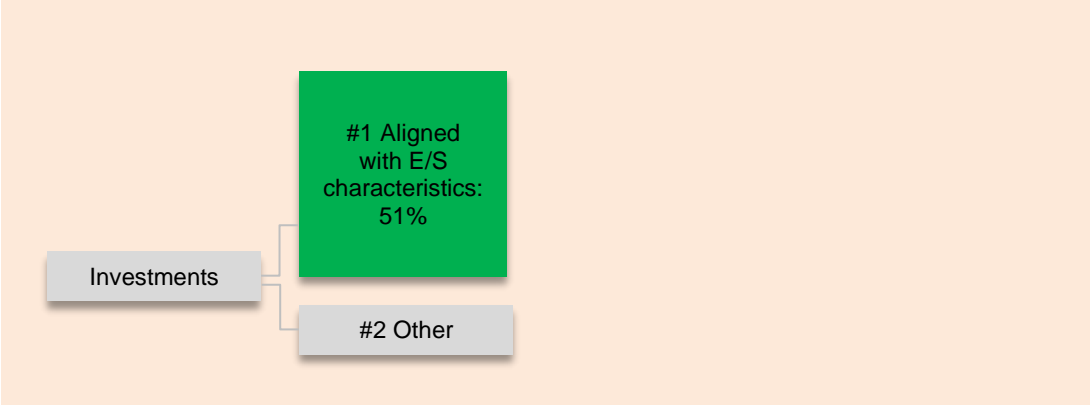 #1 Aligned
with E/S
characteristics:
51%
Investments
#2 Other